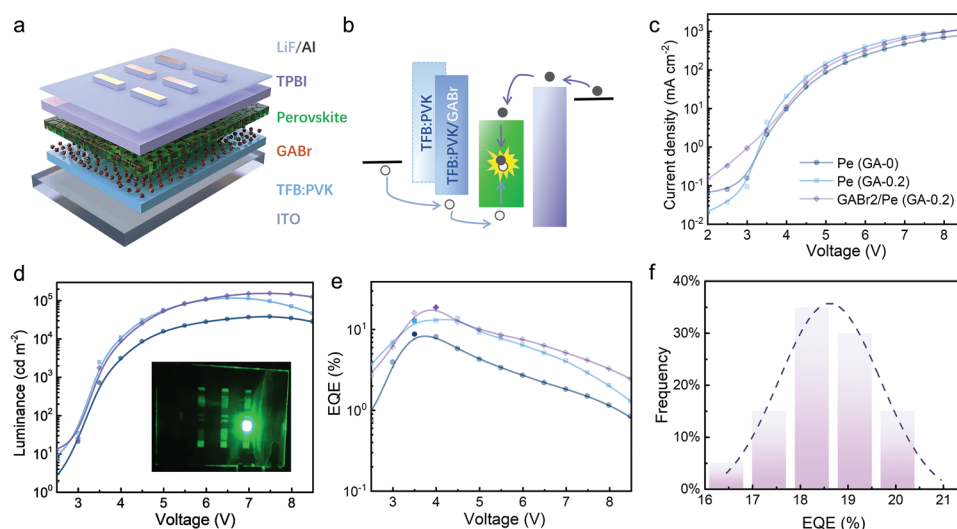 a
LiF/Al
TPBI
Perovskite
GABr
TFB:PVK
ITO
b
TFB:PVK
TFB:PVK/GABr
c
Current density (mA cm⁻²)
10³
10²
10¹
10⁰
10⁻¹
10⁻²
Pe (GA-0)
Pe (GA-0.2)
GABr2/Pe (GA-0.2)
2 3 4 5 6 7 8
Voltage (V)
d
Luminance (cd m⁻²)
10⁵
10⁴
10³
10²
10¹
10⁰
3 4 5 6 7 8
Voltage (V)
e
EQE (%)
10¹
10⁰
10⁻¹
3 4 5 6 7 8
Voltage (V)
f
Frequency
40%
30%
20%
10%
0%
16 17 18 19 20 21
EQE (%)